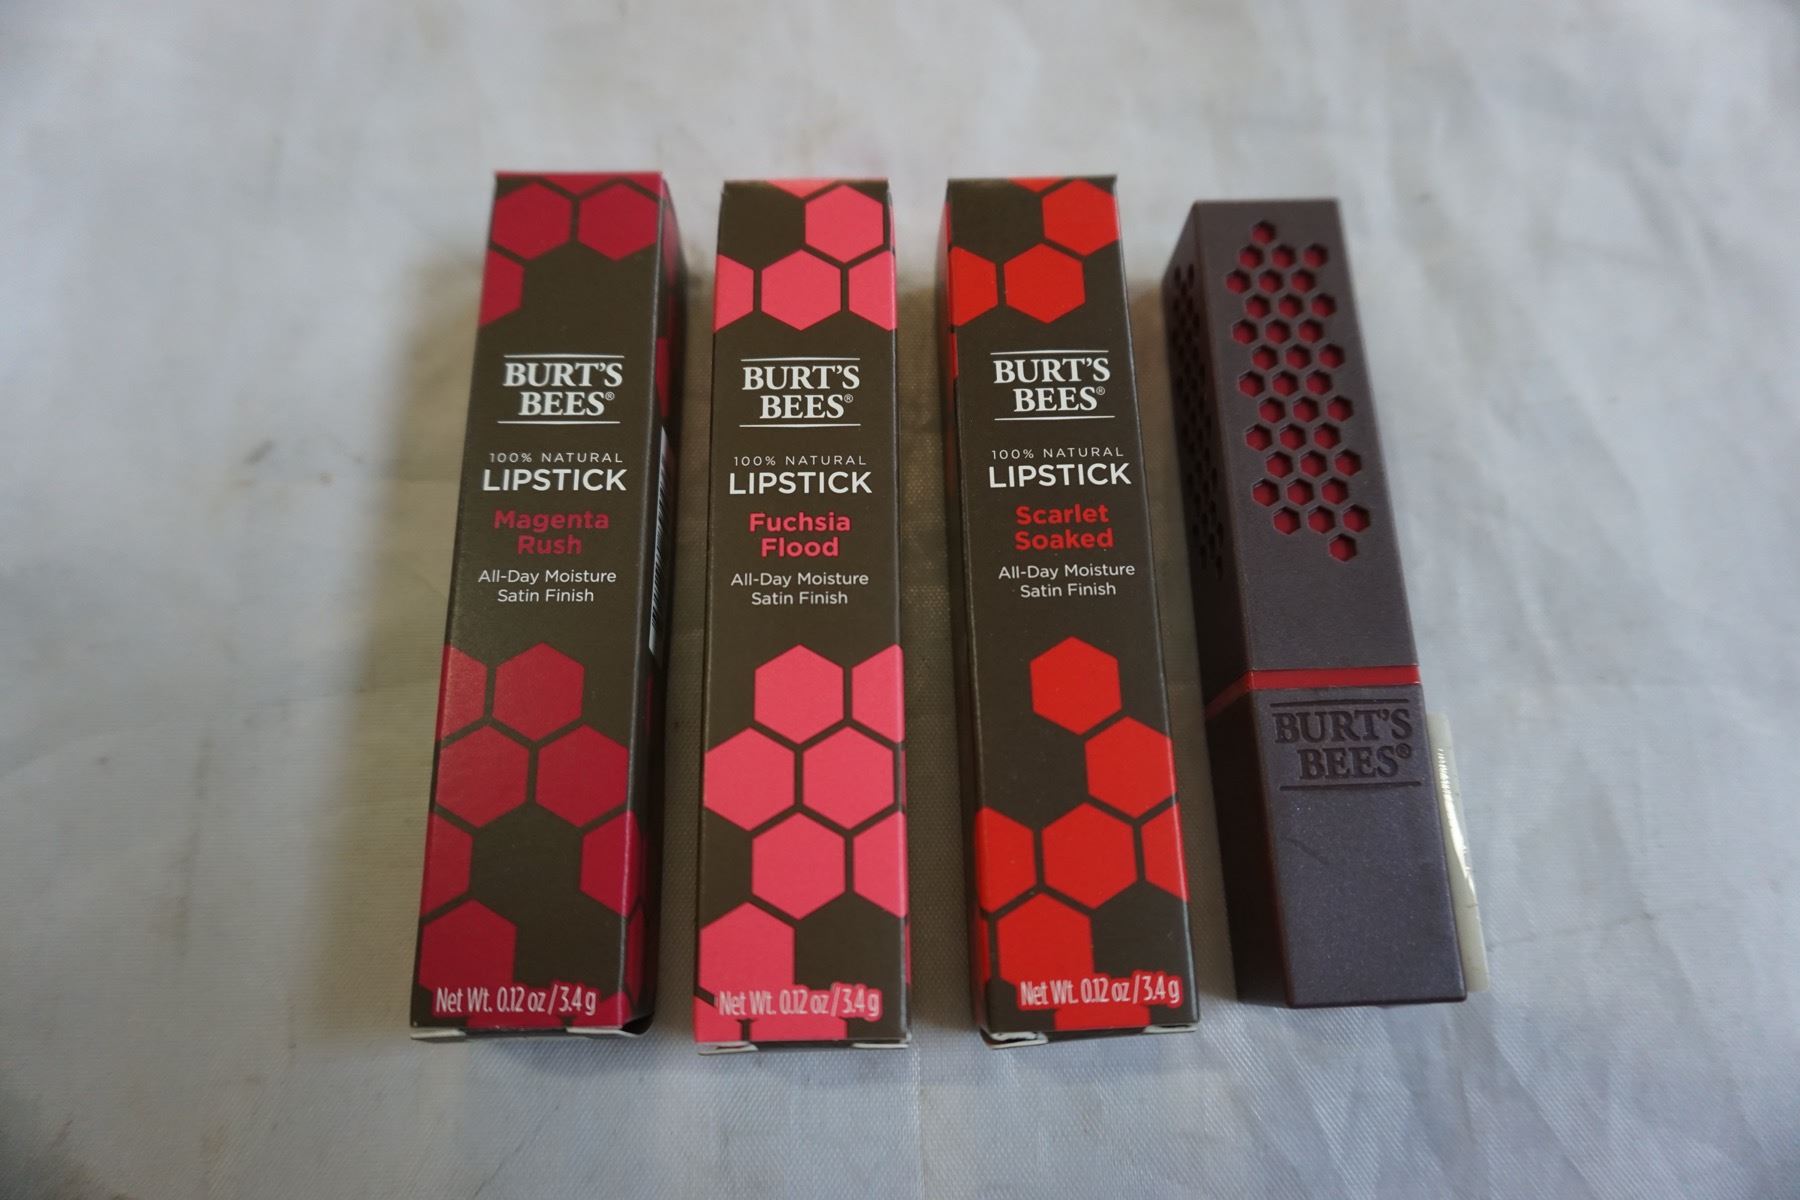 BURT'S
BEES®
100% NATURAL
LIPSTICK
Magenta
Rush
All-Day Moisture
Satin Finish
Net Wt. 0.12 oz / 3.4 g
BURT'S
BEES®
100% NATURAL
LIPSTICK
Fuchsia
Flood
All-Day Moisture
Satin Finish
Net Wt. 0.12 oz / 3.4 g
BURT'S
BEES®
100% NATURAL
LIPSTICK
Scarlet
Soaked
All-Day Moisture
Satin Finish
Net Wt. 0.12 oz / 3.4 g
BURT'S
BEES®